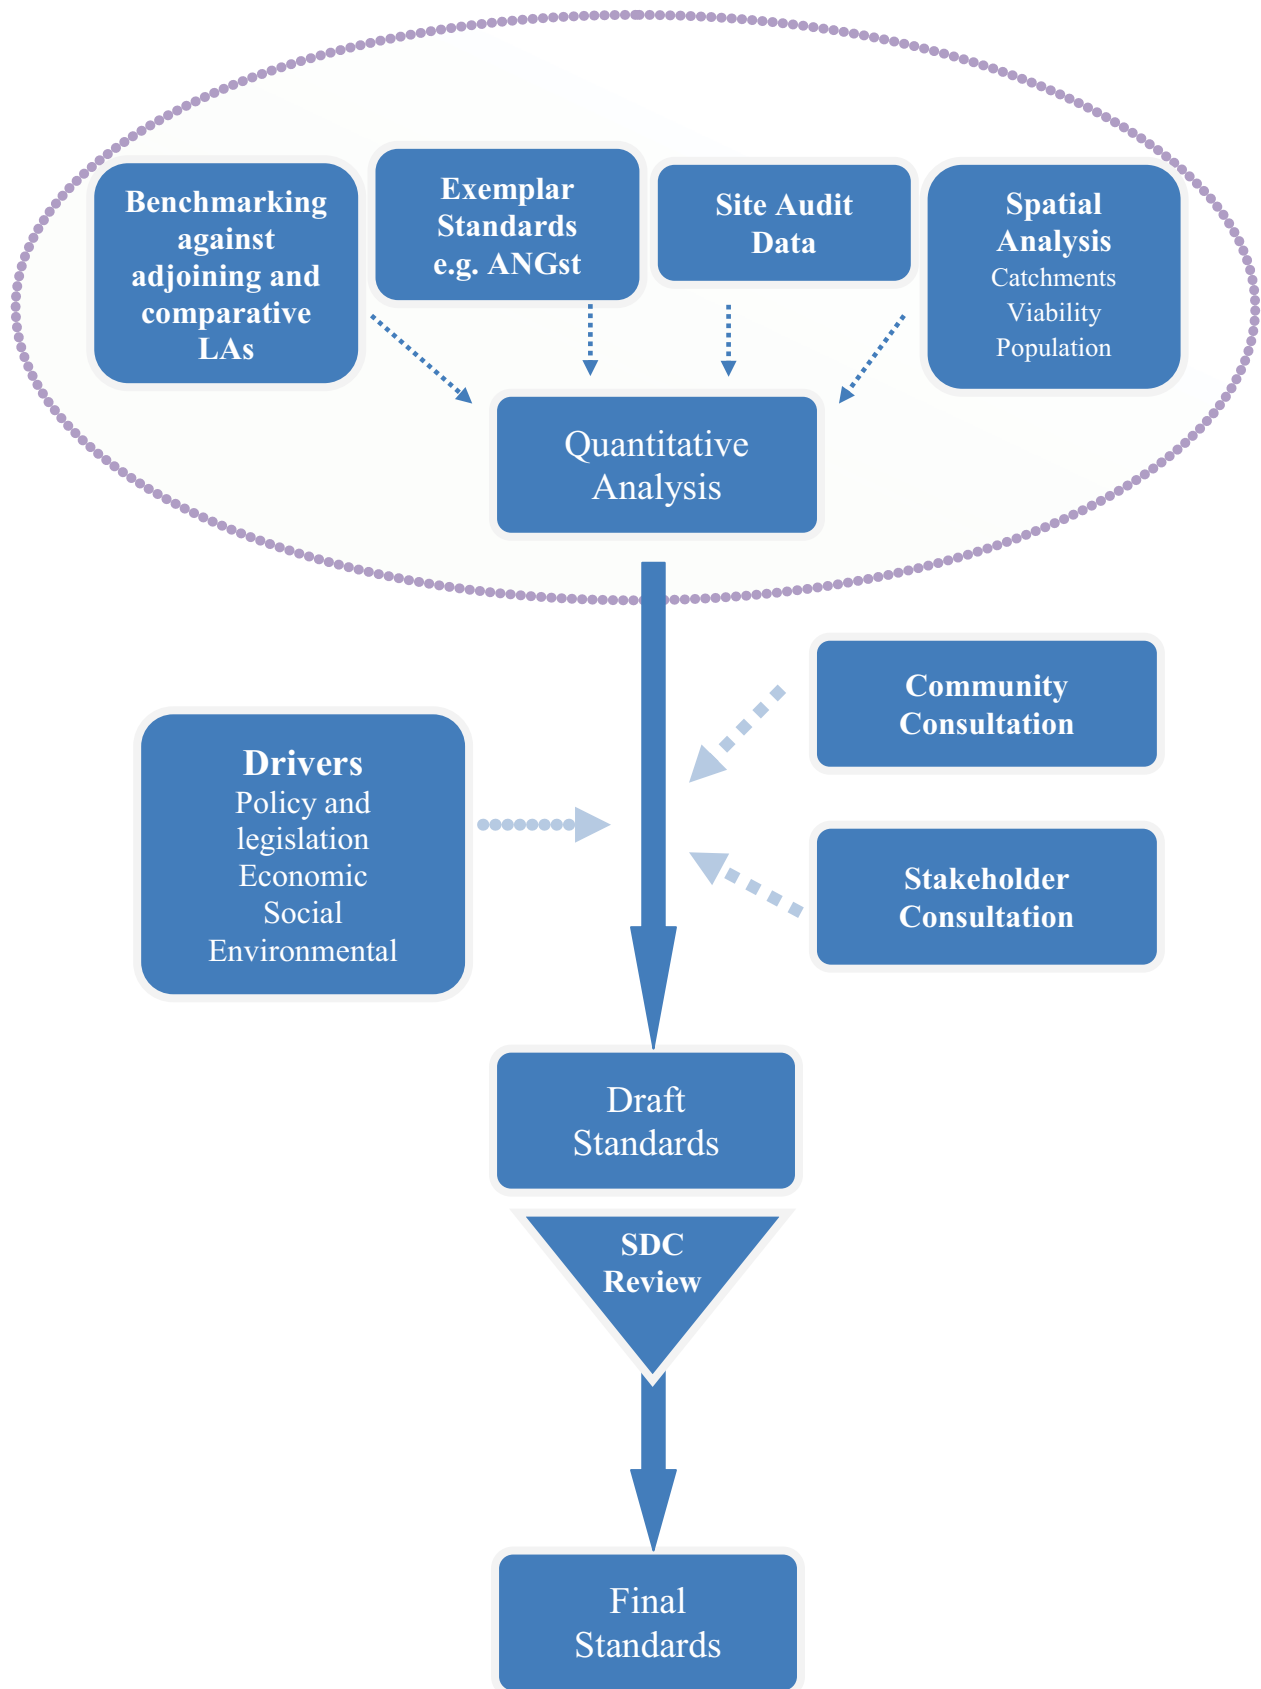 Benchmarking
against
adjoining and
comparative
LAs
Exemplar
Standards
e.g. ANGst
Site Audit
Data
Spatial
Analysis
Catchments
Viability
Population
Quantitative
Analysis
Community
Consultation
Drivers
Policy and
legislation
Economic
Social
Environmental
Stakeholder
Consultation
Draft
Standards
SDC
Review
Final
Standards